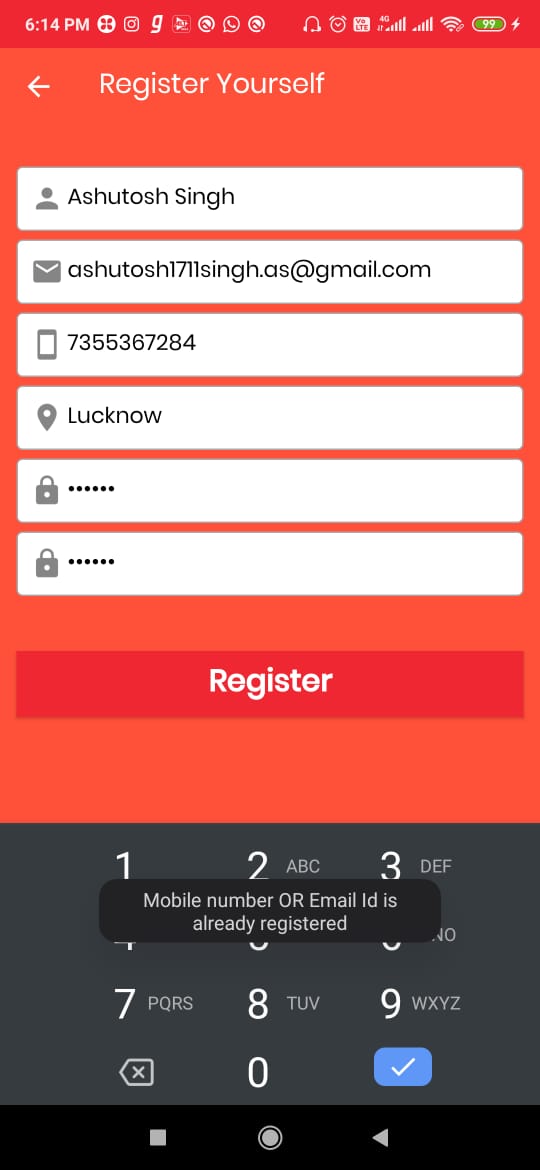 6:14 PM
4G
Vo LTE
99
Register Yourself
Ashutosh Singh
ashutosh1711singh.as@gmail.com
7355367284
Lucknow
••••••
••••••
Register
1 2 ABC 3 DEF
Mobile number OR Email Id is
already registered
NO
7 PQRS 8 TUV 9 WXYZ
0